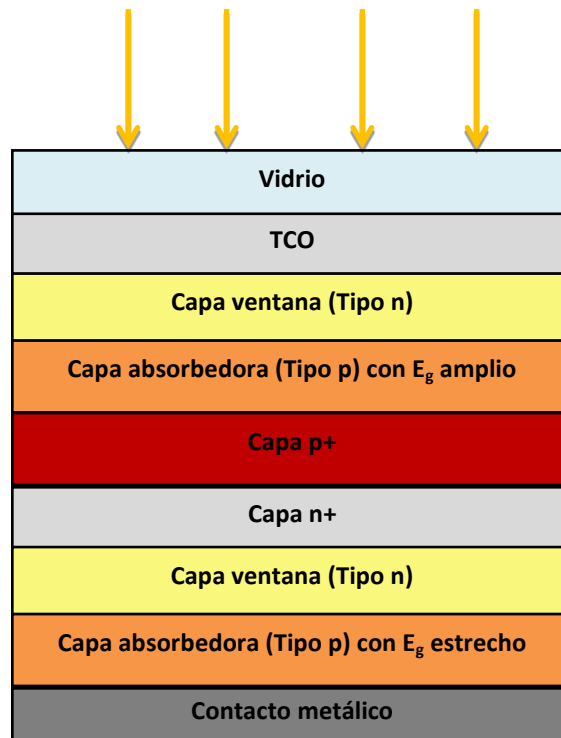 Vidrio
TCO
Capa ventana (Tipo n)
Capa absorbedora (Tipo p) con Eg amplio
Capa p+
Capa n+
Capa ventana (Tipo n)
Capa absorbedora (Tipo p) con Eg estrecho
Contacto metálico